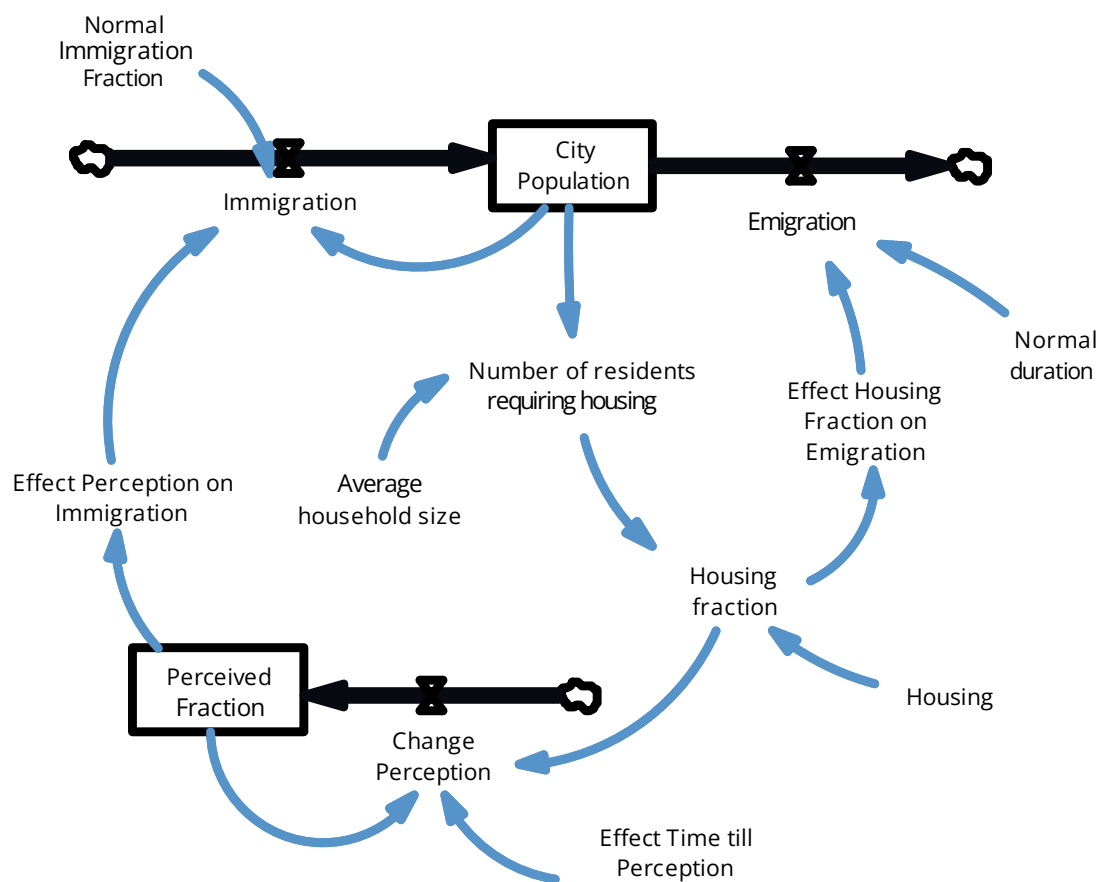 Normal
Immigration
Fraction
City
Population
Immigration
Emigration
Normal
duration
Number of residents
requiring housing
Effect Housing
Fraction on
Emigration
Average
household size
Effect Perception on
Immigration
Housing
fraction
Perceived
Fraction
Housing
Change
Perception
Effect Time till
Perception